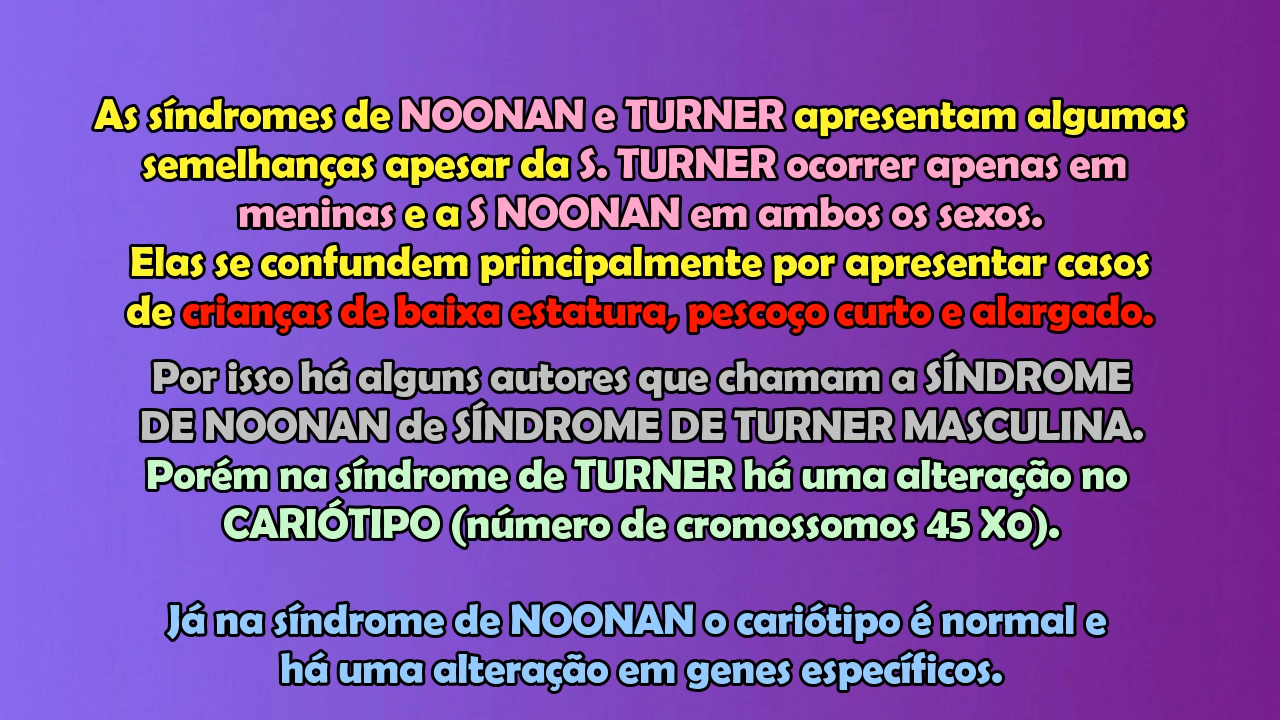 As síndromes de NOONAN e TURNER apresentam algumas
semelhanças apesar da S. TURNER ocorrer apenas em
meninas e a S NOONAN em ambos os sexos.
Elas se confundem principalmente por apresentar casos
de crianças de baixa estatura, pescoço curto e alargado.
Por isso há alguns autores que chamam a SÍNDROME
DE NOONAN de SÍNDROME DE TURNER MASCULINA.
Porém na síndrome de TURNER há uma alteração no
CARIÓTIPO (número de cromossomos 45 X0).
Já na síndrome de NOONAN o cariótipo é normal e
há uma alteração em genes específicos.